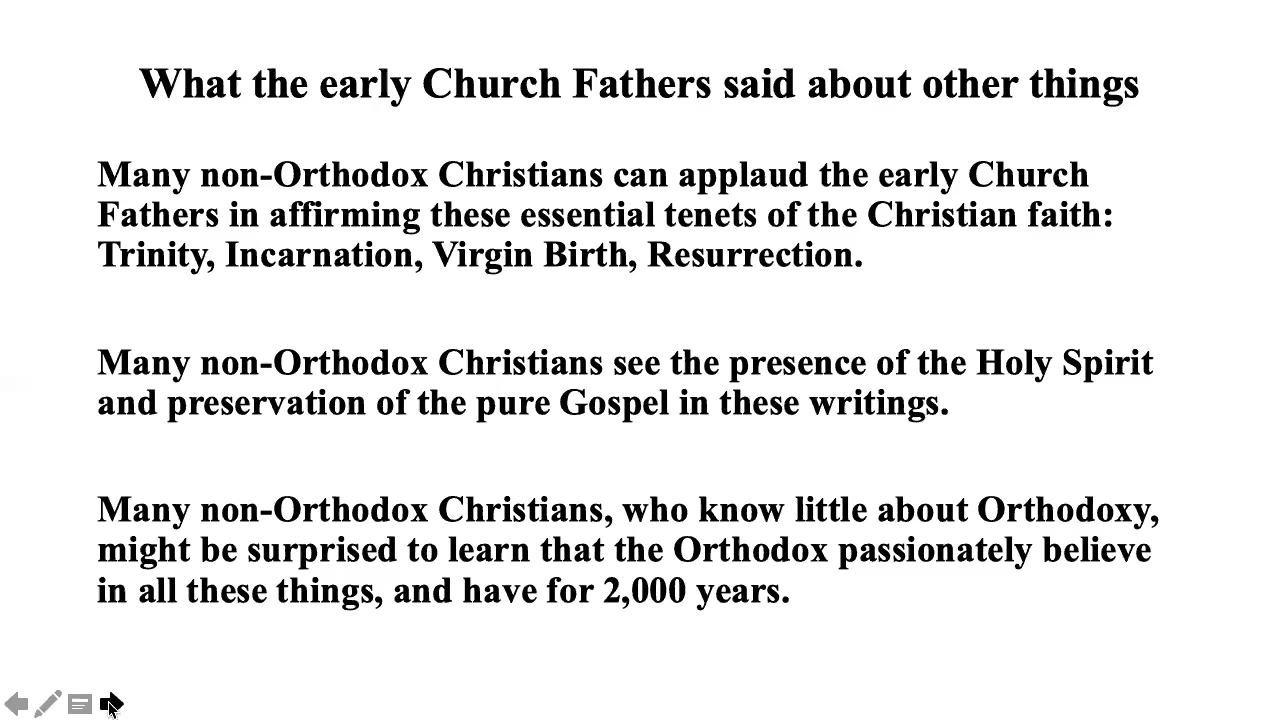 What the early Church Fathers said about other things
Many non-Orthodox Christians can applaud the early Church
Fathers in affirming these essential tenets of the Christian faith:
Trinity, Incarnation, Virgin Birth, Resurrection.
Many non-Orthodox Christians see the presence of the Holy Spirit
and preservation of the pure Gospel in these writings.
Many non-Orthodox Christians, who know little about Orthodoxy,
might be surprised to learn that the Orthodox passionately believe
in all these things, and have for 2,000 years.